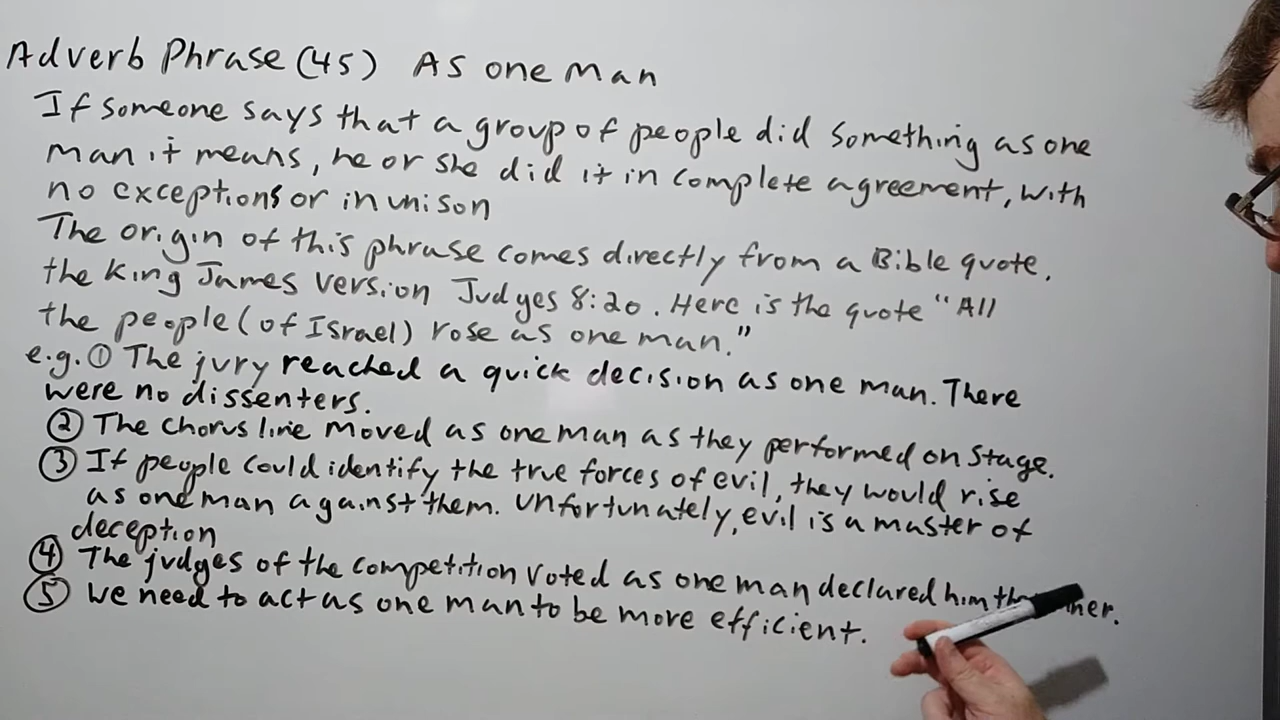 Adverb Phrase (45) As one man
If someone says that a group of people did something as one
man it means, he or she did it in complete agreement, with
no exceptions or in unison
The origin of this phrase comes directly from a Bible quote.
the King James version Judges 8:20. Here is the quote "All
the people (of Israel) rose as one man."
e.g. ① The jury reached a quick decision as one man. There
were no dissenters.
② The chorus line moved as one man as they performed on stage.
③ If people could identify the true forces of evil, they would rise
as one man against them. Unfortunately, evil is a master of
deception
④ The judges of the competition voted as one man declared him
⑤ We need to act as one man to be more efficient.